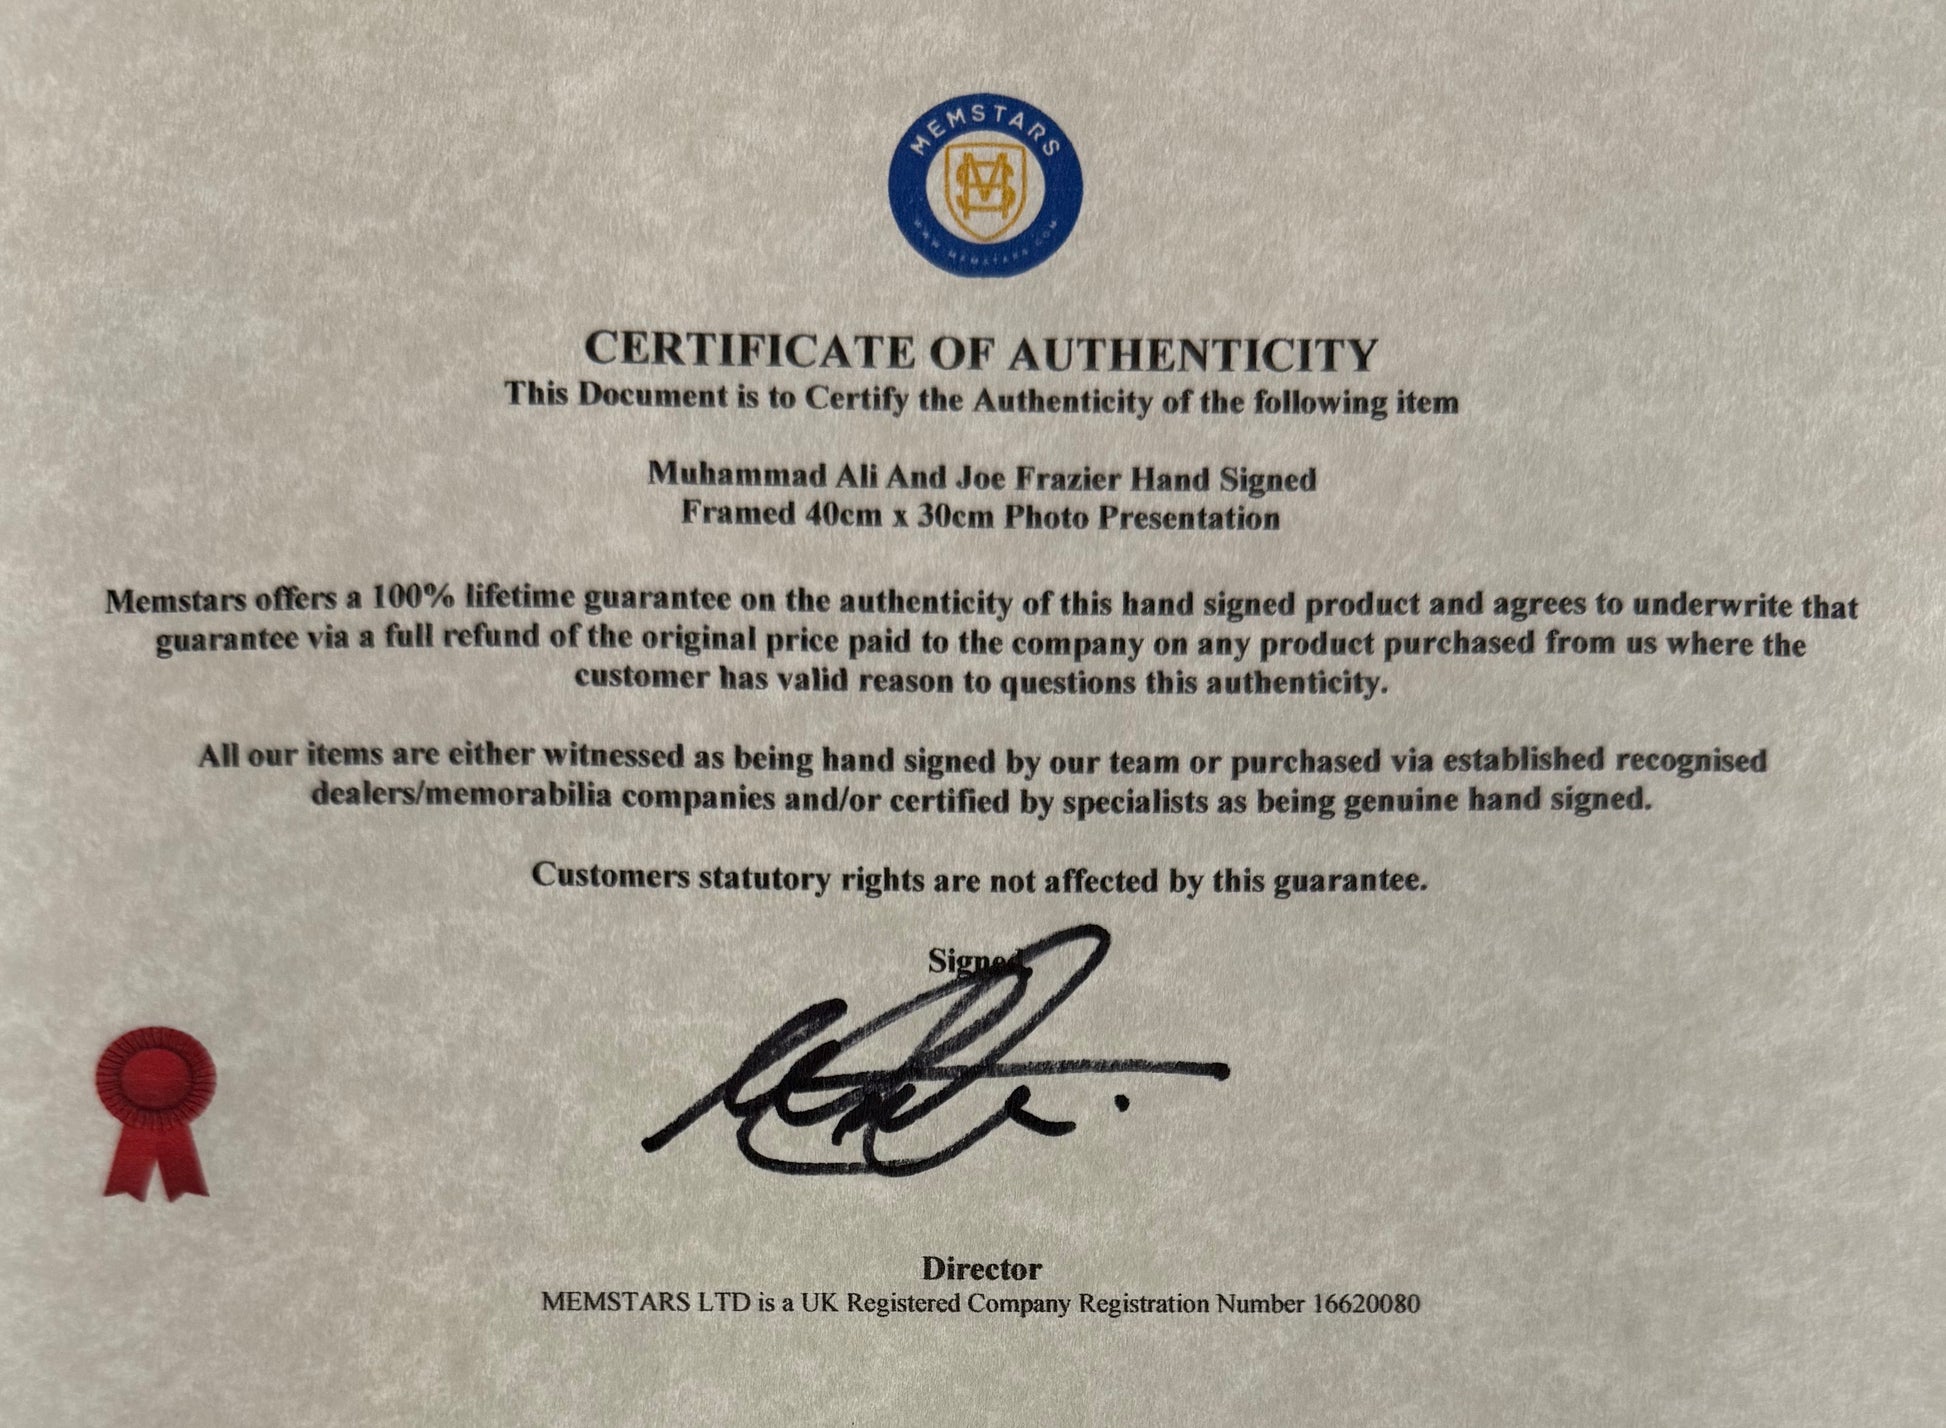 MEMSTARS
WWW.MEMSTARS.COM
CERTIFICATE OF AUTHENTICITY
This Document is to Certify the Authenticity of the following item
Muhammad Ali And Joe Frazier Hand Signed
Framed 40cm x 30cm Photo Presentation
Memstars offers a 100% lifetime guarantee on the authenticity of this hand signed product and agrees to underwrite that
guarantee via a full refund of the original price paid to the company on any product purchased from us where the
customer has valid reason to questions this authenticity.
All our items are either witnessed as being hand signed by our team or purchased via established recognised
dealers/memorabilia companies and/or certified by specialists as being genuine hand signed.
Customers statutory rights are not affected by this guarantee.
Signed
Director
MEMSTARS LTD is a UK Registered Company Registration Number 16620080